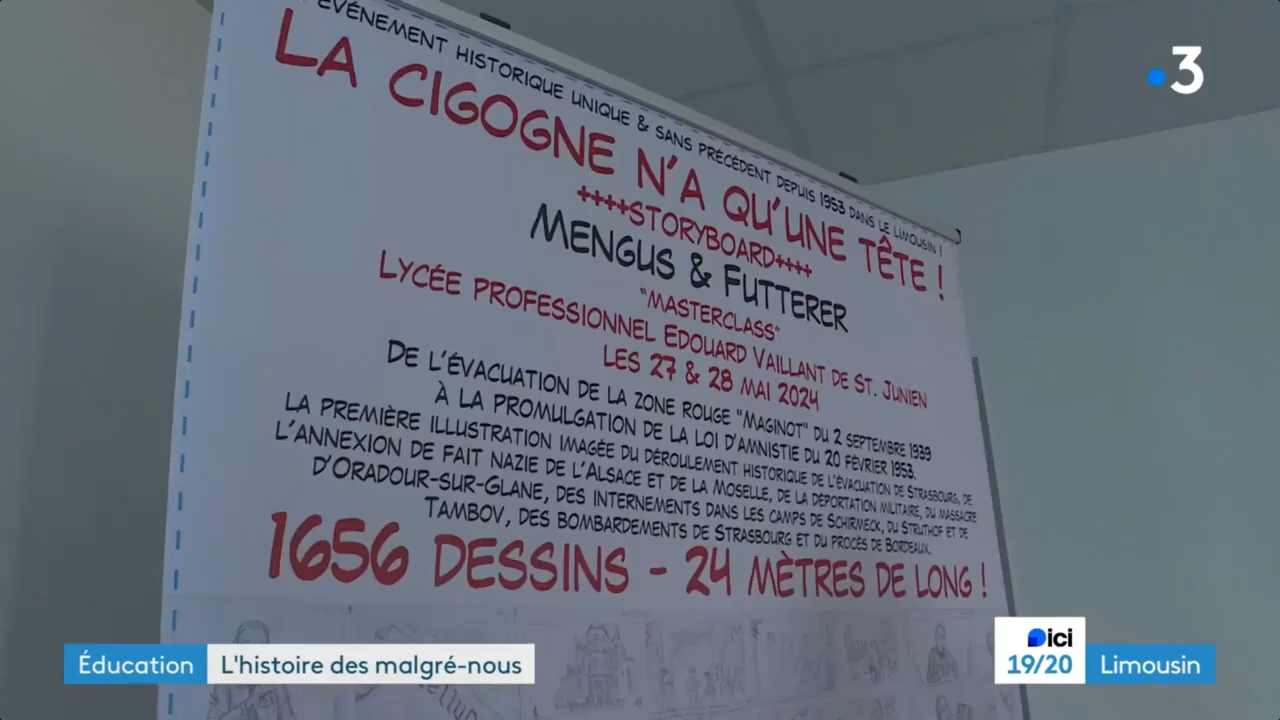 ÉVÉNEMENT HISTORIQUE UNIQUE & SANS PRÉCÉDENT DEPUIS 1953 DANS LE LIMOUSIN !
LA CIGOGNE N'A QU'UNE TÊTE !
++++STORYBOARD++++
MENGUS & FUTTERER
"MASTERCLASS"
LYCÉE PROFESSIONNEL EDOUARD VAILLANT DE ST. JUNIEN
LES 27 & 28 MAI 2024
DE L'ÉVACUATION DE LA ZONE ROUGE "MAGINOT" DU 2 SEPTEMBRE 1939
À LA PROMULGATION DE LA LOI D'AMNISTIE DU 20 FÉVRIER 1953.
LA PREMIÈRE ILLUSTRATION IMAGÉE DU DÉROULEMENT HISTORIQUE DE L'ÉVACUATION DE STRASBOURG, DE
L'ANNEXION DE FAIT NAZIE DE L'ALSACE ET DE LA MOSELLE, DE LA DÉPORTATION MILITAIRE, DU MASSACRE
D'ORADOUR-SUR-GLANE, DES INTERNEMENTS DANS LES CAMPS DE SCHIRMECK, DU STRUTHOF ET DE
TAMBOV, DES BOMBARDEMENTS DE STRASBOURG ET DU PROCÈS DE BORDEAUX.
1656 DESSINS - 24 MÈTRES DE LONG !
3
Éducation L'histoire des malgré-nous
ici
19/20 Limousin